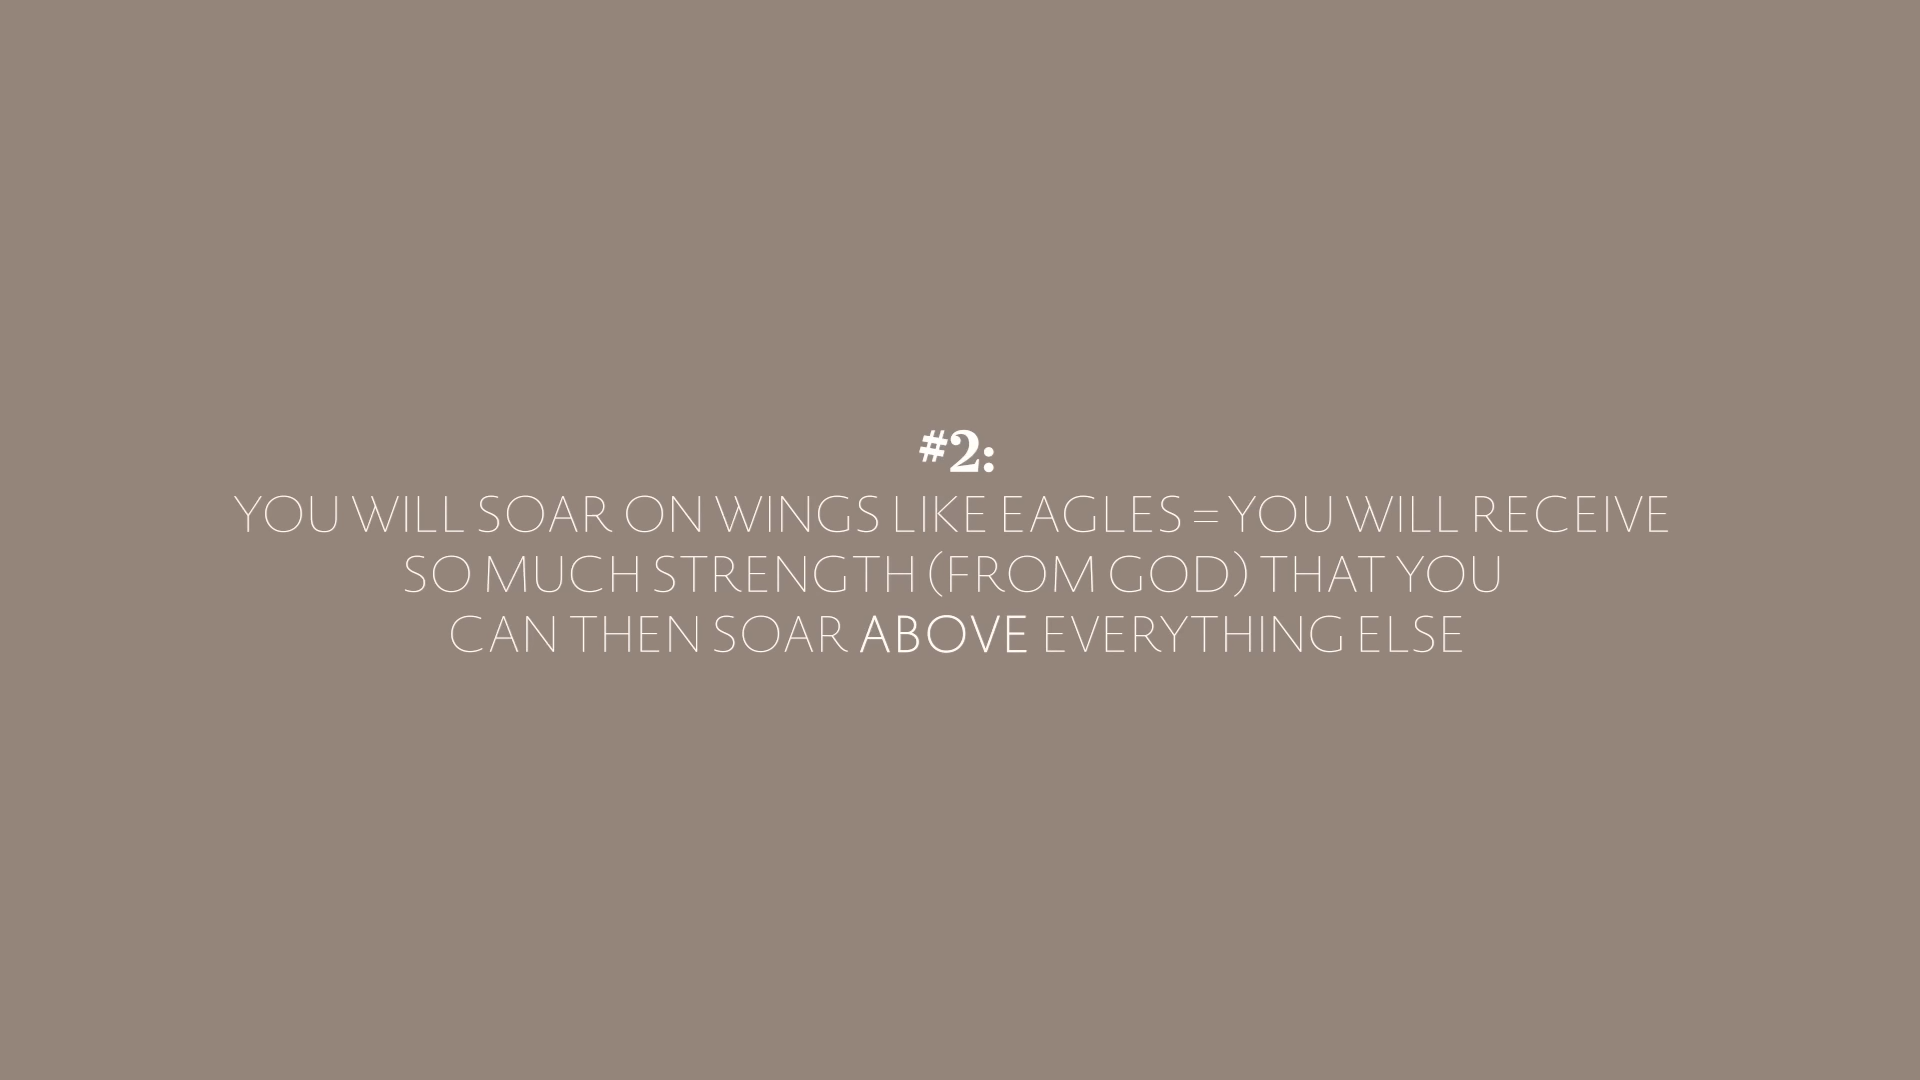 #2:
YOU WILL SOAR ON WINGS LIKE EAGLES = YOU WILL RECEIVE
SO MUCH STRENGTH (FROM GOD) THAT YOU
CAN THEN SOAR ABOVE EVERYTHING ELSE